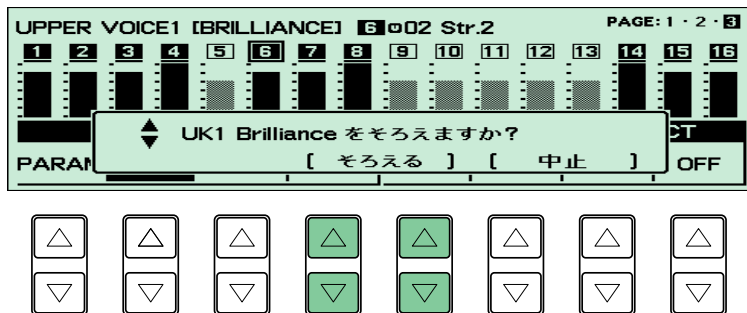 UPPER VOICE1 [BRILLIANCE] 6 02 Str.2 PAGE: 1・2・3
1 2 3 4 5 6 7 8 9 10 11 12 13 14 15 16
UK1 Brilliance をそろえますか?
CT
[ そろえる ] [ 中止 ]
PARAM OFF